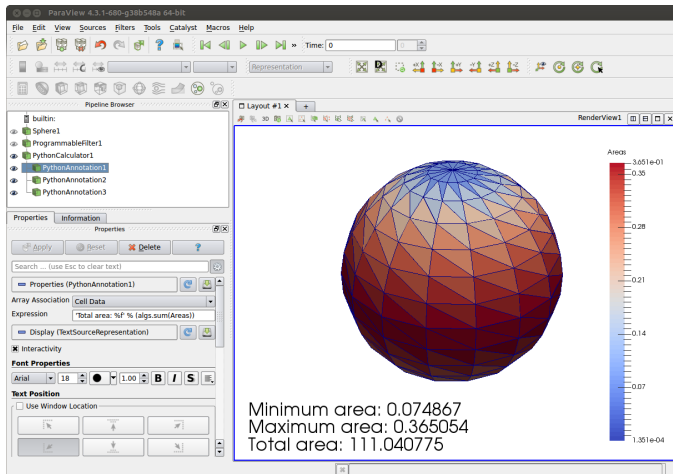 ParaView 4.3.1-680-g38b548a 64-bit
File Edit View Sources Filters Tools Catalyst Macros Help
Time: 0 0
Representation
Pipeline Browser
builtin:
Sphere1
ProgrammableFilter1
PythonCalculator1
PythonAnnotation1
PythonAnnotation2
PythonAnnotation3
Properties Information
Properties
Apply Reset Delete ?
Search ... (use Esc to clear text)
Properties (PythonAnnotation1)
Array Association Cell Data
Expression 'Total area: %f' % (algs.sum(Areas))
Display (TextSourceRepresentation)
Interactivity
Font Properties
Arial 18 1.00 B I S
Text Position
Use Window Location
Layout #1 +
3D RenderView1
Areas
3.651e-01
0.35
0.28
0.21
0.14
0.07
1.351e-04
Minimum area: 0.074867
Maximum area: 0.365054
Total area: 111.040775